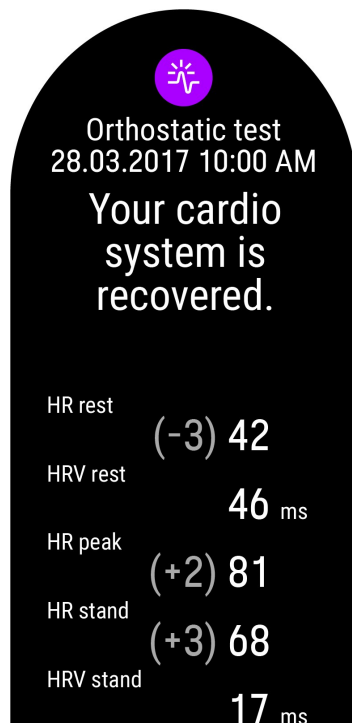 Orthostatic test
28.03.2017 10:00 AM
Your cardio
system is
recovered.
HR rest
(-3) 42
HRV rest
46 ms
HR peak
(+2) 81
HR stand
(+3) 68
HRV stand
17 ms